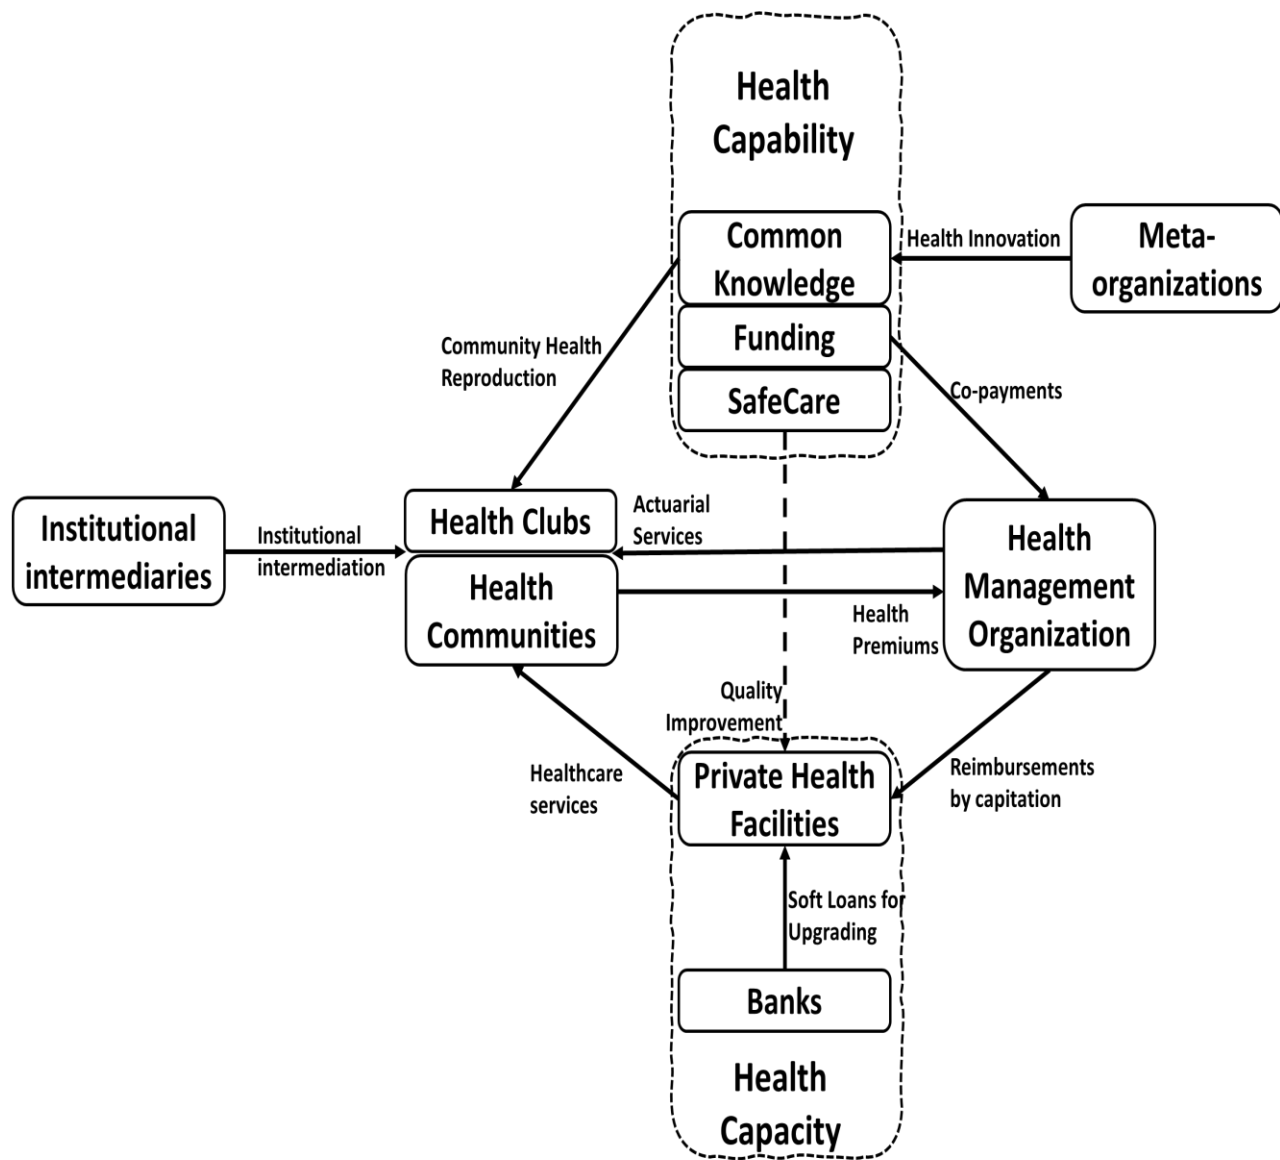 Health
Capability
Common
Knowledge
Health Innovation
Meta-
organizations
Funding
Community Health
Reproduction
SafeCare
Co-payments
Institutional
intermediaries
Institutional
intermediation
Health Clubs
Health
Communities
Actuarial
Services
Health
Management
Organization
Health
Premiums
Quality
Improvement
Healthcare
services
Private Health
Facilities
Reimbursements
by capitation
Soft Loans for
Upgrading
Banks
Health
Capacity